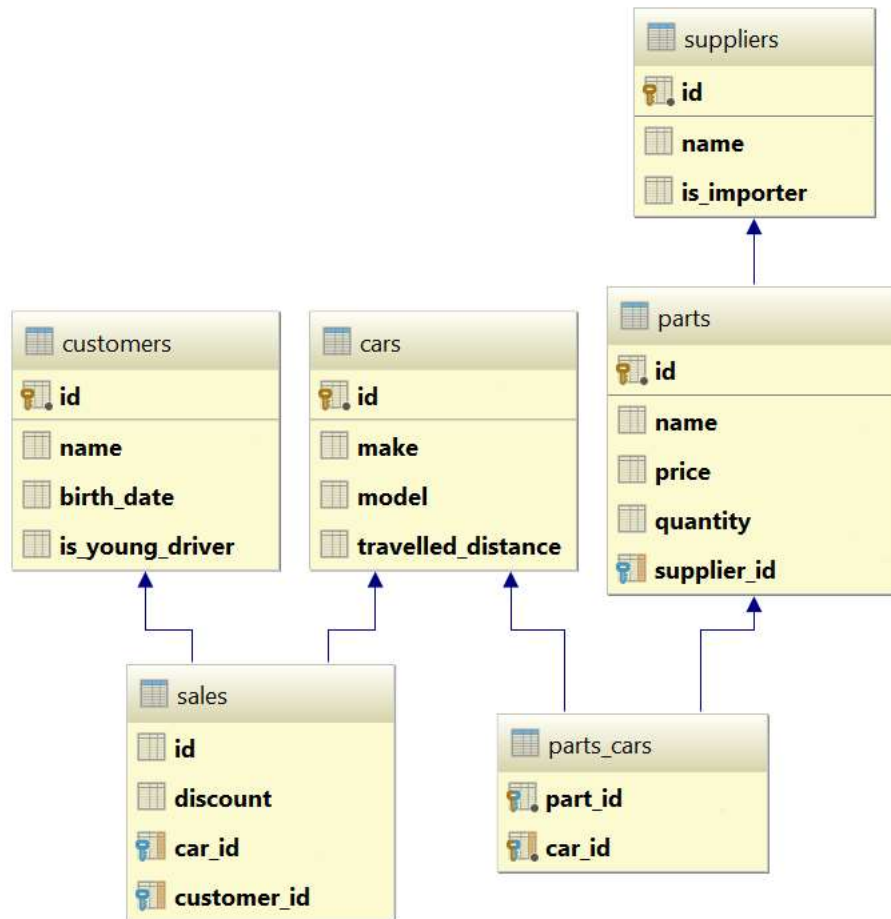 suppliers
id
name
is_importer
customers
id
name
birth_date
is_young_driver
cars
id
make
model
travelled_distance
parts
id
name
price
quantity
supplier_id
sales
id
discount
car_id
customer_id
parts_cars
part_id
car_id